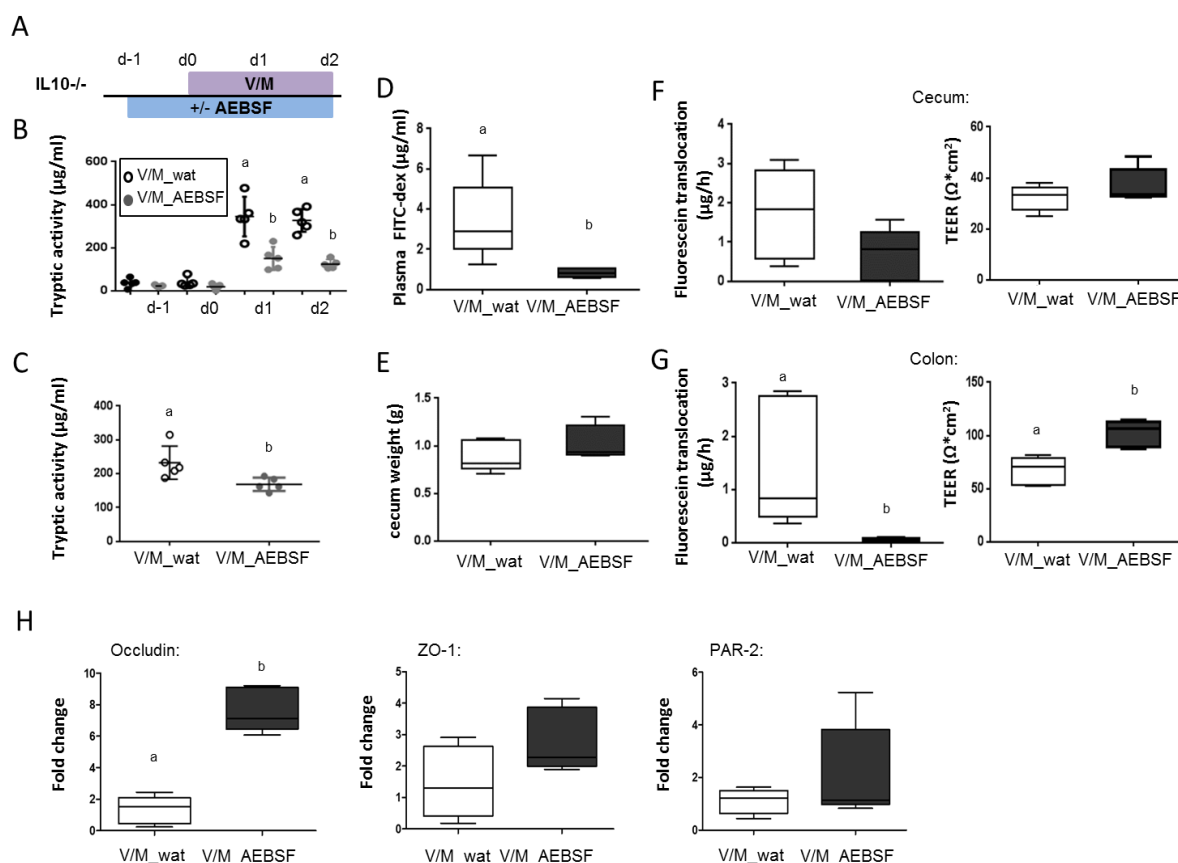 A
d-1 d0 d1 d2
IL10-/-
V/M
+/- AEBSF
B
Tryptic activity (µg/ml)
600
400
200
0
V/M_wat
V/M_AEBSF
a
b
a
b
d-1 d0 d1 d2
C
Tryptic activity (µg/ml)
400
300
200
100
0
a
b
V/M_wat V/M_AEBSF
D
Plasma FITC-dex (µg/ml)
8
6
4
2
0
a
b
V/M_wat V/M_AEBSF
E
cecum weight (g)
1.5
1.0
0.5
0.0
V/M_wat V/M_AEBSF
F
Cecum:
Fluorescein translocation
(µg/h)
4
3
2
1
0
V/M_wat V/M_AEBSF
TEER (Ω*cm²)
60
40
20
0
V/M_wat V/M_AEBSF
G
Colon:
Fluorescein translocation
(µg/h)
3
2
1
0
a
b
V/M_wat V/M_AEBSF
TEER (Ω*cm²)
150
100
50
0
a
b
V/M_wat V/M_AEBSF
H
Occludin:
Fold change
10
8
6
4
2
0
a
b
V/M_wat V/M_AEBSF
ZO-1:
Fold change
5
4
3
2
1
0
V/M_wat V/M_AEBSF
PAR-2:
Fold change
6
4
2
0
V/M_wat V/M_AEBSF